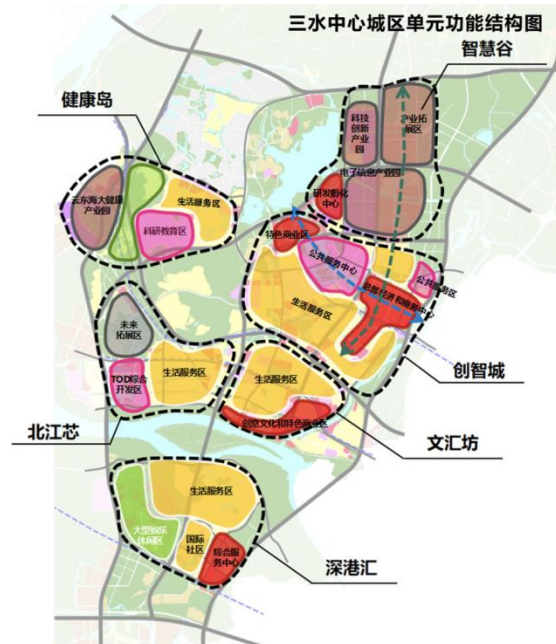 三水中心城区单元功能结构图
智慧谷
健康岛
科技
创新
产业
园
产业拓
展区
电子信息产业园
研发孵化
中心
云东海大健康
产业园
生活服务区
科研教育区
特色商业区
公共服务中心
公共服务区
总部经济和商务中心
生活服务区
未来
拓展区
TOD综合
开发区
生活服务区
生活服务区
创意文化和特色商业区
创智城
北江芯
文汇坊
生活服务区
大型娱乐
休闲区
国际
社区
综合服
务中心
深港汇